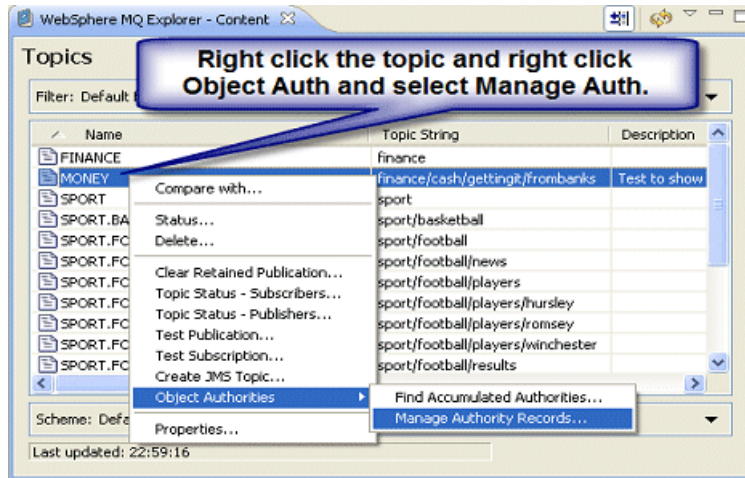 WebSphere MQ Explorer - Content
Topics
Right click the topic and right click
Object Auth and select Manage Auth.
Filter: Default
Name Topic String Description
FINANCE finance
MONEY finance/cash/gettingit/frombanks Test to show
SPORT sport
SPORT.BA sport/basketball
SPORT.FC sport/football
SPORT.FC sport/football/news
SPORT.FC sport/football/players
SPORT.FC sport/football/players/hursley
SPORT.FC sport/football/players/romsey
SPORT.FC sport/football/players/winchester
SPORT.FC sport/football/results
Compare with...
Status...
Delete...
Clear Retained Publication...
Topic Status - Subscribers...
Topic Status - Publishers...
Test Publication...
Test Subscription...
Create JMS Topic...
Object Authorities
Properties...
Find Accumulated Authorities...
Manage Authority Records...
Scheme: Defa
Last updated: 22:59:16